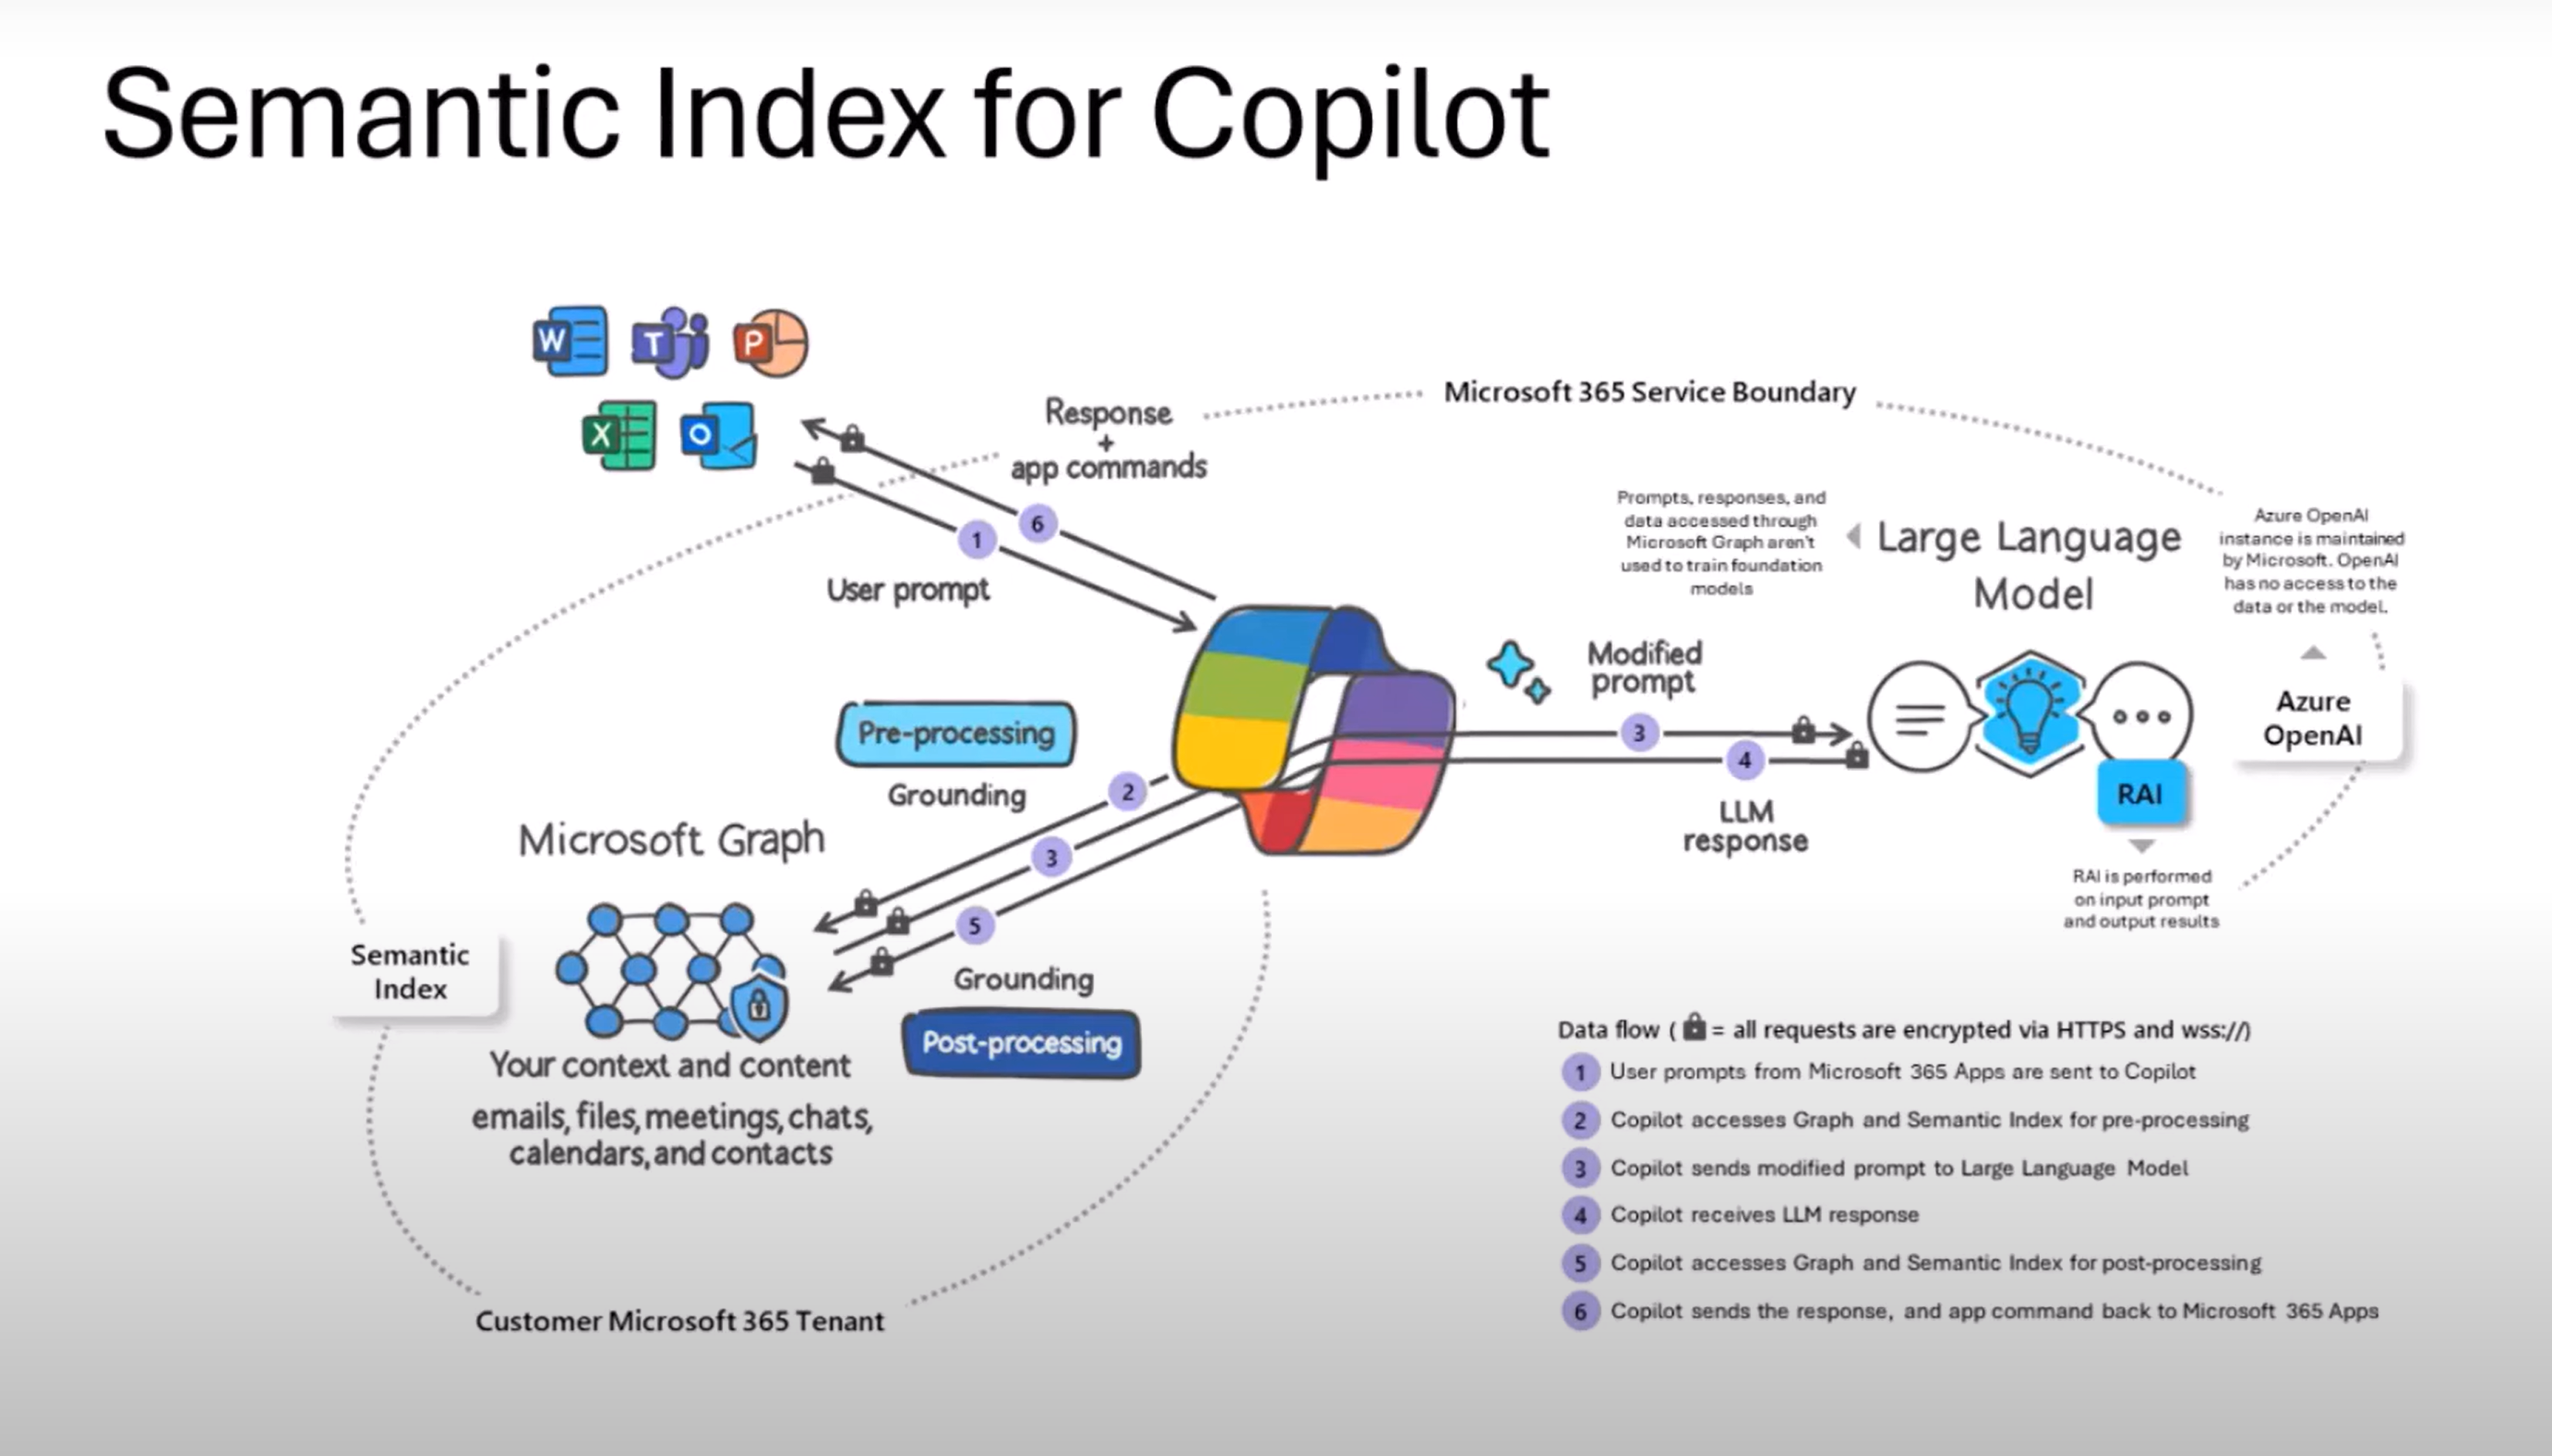 Semantic Index for Copilot
W
T
P
X
O
Response
+
app commands
Microsoft 365 Service Boundary
6
1
User prompt
Prompts, responses, and
data accessed through
Microsoft Graph aren't
used to train foundation
models
Large Language
Model
Azure OpenAI
instance is maintained
by Microsoft. OpenAI
has no access to the
data or the model.
Modified
prompt
3
4
LLM
response
Azure
OpenAI
RAI
RAI is performed
on input prompt
and output results
Pre-processing
Grounding
2
3
5
Microsoft Graph
Semantic
Index
Grounding
Post-processing
Your context and content
emails, files, meetings, chats,
calendars, and contacts
Customer Microsoft 365 Tenant
Data flow ( = all requests are encrypted via HTTPS and wss://)
1 User prompts from Microsoft 365 Apps are sent to Copilot
2 Copilot accesses Graph and Semantic Index for pre-processing
3 Copilot sends modified prompt to Large Language Model
4 Copilot receives LLM response
5 Copilot accesses Graph and Semantic Index for post-processing
6 Copilot sends the response, and app command back to Microsoft 365 Apps